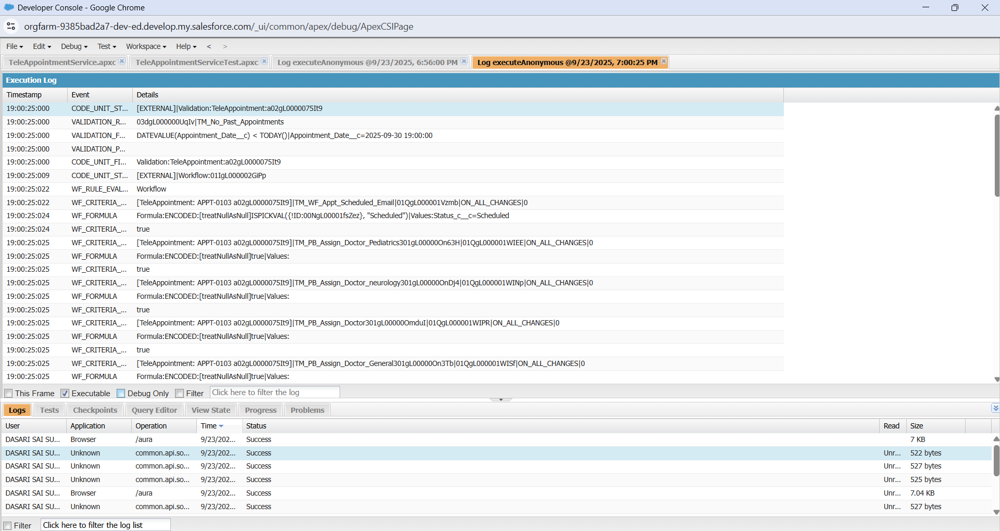 Developer Console - Google Chrome
orgfarm-9385bad2a7-dev-ed.develop.my.salesforce.com/_ui/common/apex/debug/ApexCSIPage
File Edit Debug Test Workspace Help < >
TeleAppointmentService.apxc TeleAppointmentServiceTest.apxc Log executeAnonymous @9/23/2025, 6:56:00 PM Log executeAnonymous @9/23/2025, 7:00:25 PM
Execution Log
Timestamp Event Details
19:00:25:000 CODE_UNIT_ST... [EXTERNAL]|Validation:TeleAppointment:a02gL0000075It9
19:00:25:000 VALIDATION_R... 03dgL000000UqIv|TM_No_Past_Appointments
19:00:25:000 VALIDATION_F... DATEVALUE(Appointment_Date__c) < TODAY()|Appointment_Date__c=2025-09-30 19:00:00
19:00:25:000 VALIDATION_P...
19:00:25:000 CODE_UNIT_FI... Validation:TeleAppointment:a02gL0000075It9
19:00:25:009 CODE_UNIT_ST... [EXTERNAL]|Workflow:01IgL000002GiPp
19:00:25:022 WF_RULE_EVAL... Workflow
19:00:25:022 WF_CRITERIA_... [TeleAppointment: APPT-0103 a02gL0000075It9]|TM_WF_Appt_Scheduled_Email|01QgL000001Vzmb|ON_ALL_CHANGES|0
19:00:25:024 WF_FORMULA Formula:ENCODED:[treatNullAsNull]ISPICKVAL({!ID:00NgL00001fsZez}, "Scheduled")|Values:Status_c__c=Scheduled
19:00:25:024 WF_CRITERIA_... true
19:00:25:025 WF_CRITERIA_... [TeleAppointment: APPT-0103 a02gL0000075It9]|TM_PB_Assign_Doctor_Pediatrics301gL00000On63H|01QgL000001WIEE|ON_ALL_CHANGES|0
19:00:25:025 WF_FORMULA Formula:ENCODED:[treatNullAsNull]true|Values:
19:00:25:025 WF_CRITERIA_... true
19:00:25:025 WF_CRITERIA_... [TeleAppointment: APPT-0103 a02gL0000075It9]|TM_PB_Assign_Doctor_neurology301gL00000OnDj4|01QgL000001WINp|ON_ALL_CHANGES|0
19:00:25:025 WF_FORMULA Formula:ENCODED:[treatNullAsNull]true|Values:
19:00:25:025 WF_CRITERIA_... true
19:00:25:025 WF_CRITERIA_... [TeleAppointment: APPT-0103 a02gL0000075It9]|TM_PB_Assign_Doctor301gL00000OmduI|01QgL000001WIPR|ON_ALL_CHANGES|0
19:00:25:025 WF_FORMULA Formula:ENCODED:[treatNullAsNull]true|Values:
19:00:25:025 WF_CRITERIA_... true
19:00:25:025 WF_CRITERIA_... [TeleAppointment: APPT-0103 a02gL0000075It9]|TM_PB_Assign_Doctor_General301gL00000On3Tb|01QgL000001WISf|ON_ALL_CHANGES|0
19:00:25:025 WF_FORMULA Formula:ENCODED:[treatNullAsNull]true|Values:
This Frame Executable Debug Only Filter Click here to filter the log
Logs Tests Checkpoints Query Editor View State Progress Problems
User Application Operation Time Status Read Size
DASARI SAI SU... Browser /aura 9/23/202... Success 7 KB
DASARI SAI SU... Unknown common.api.so... 9/23/202... Success Unr... 522 bytes
DASARI SAI SU... Unknown common.api.so... 9/23/202... Success Unr... 527 bytes
DASARI SAI SU... Unknown common.api.so... 9/23/202... Success Unr... 525 bytes
DASARI SAI SU... Browser /aura 9/23/202... Success Unr... 7.04 KB
DASARI SAI SU... Unknown common.api.so... 9/23/202... Success Unr... 527 bytes
Filter Click here to filter the log list